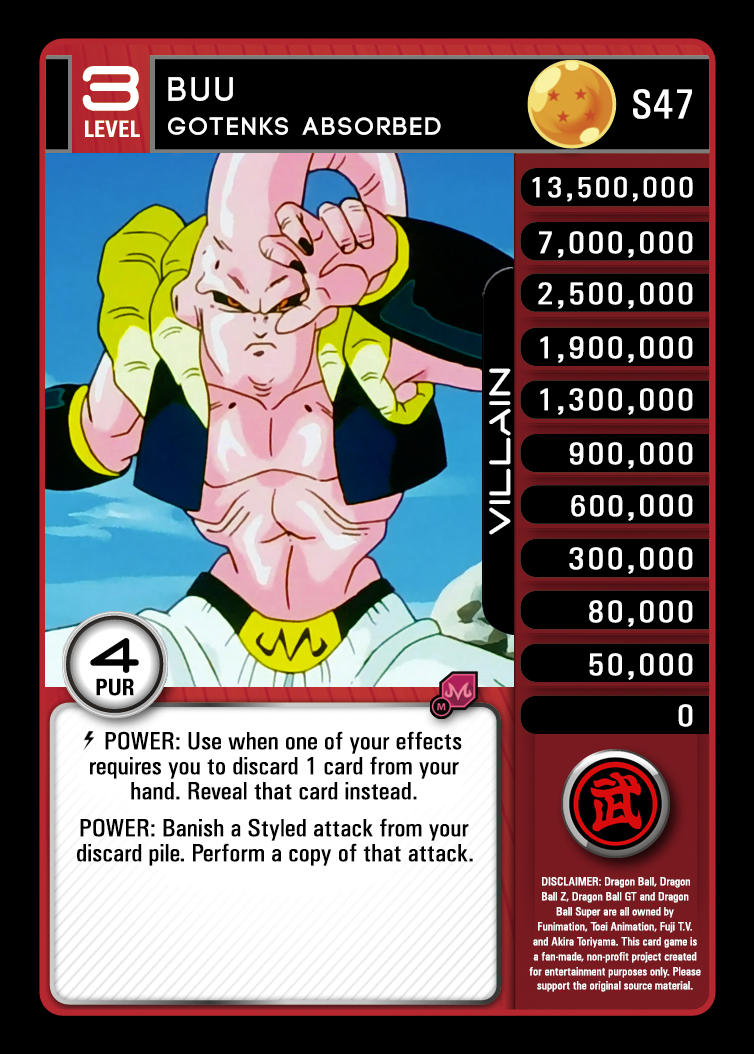 3
LEVEL
BUU
GOTENKS ABSORBED
S47
13,500,000
7,000,000
2,500,000
1,900,000
1,300,000
900,000
600,000
300,000
80,000
50,000
0
VILLAIN
4
PUR
M
M
POWER: Use when one of your effects
requires you to discard 1 card from your
hand. Reveal that card instead.
POWER: Banish a Styled attack from your
discard pile. Perform a copy of that attack.
武
DISCLAIMER: Dragon Ball, Dragon
Ball Z, Dragon Ball GT and Dragon
Ball Super are all owned by
Funimation, Toei Animation, Fuji T.V.
and Akira Toriyama. This card game is
a fan-made, non-profit project created
for entertainment purposes only. Please
support the original source material.